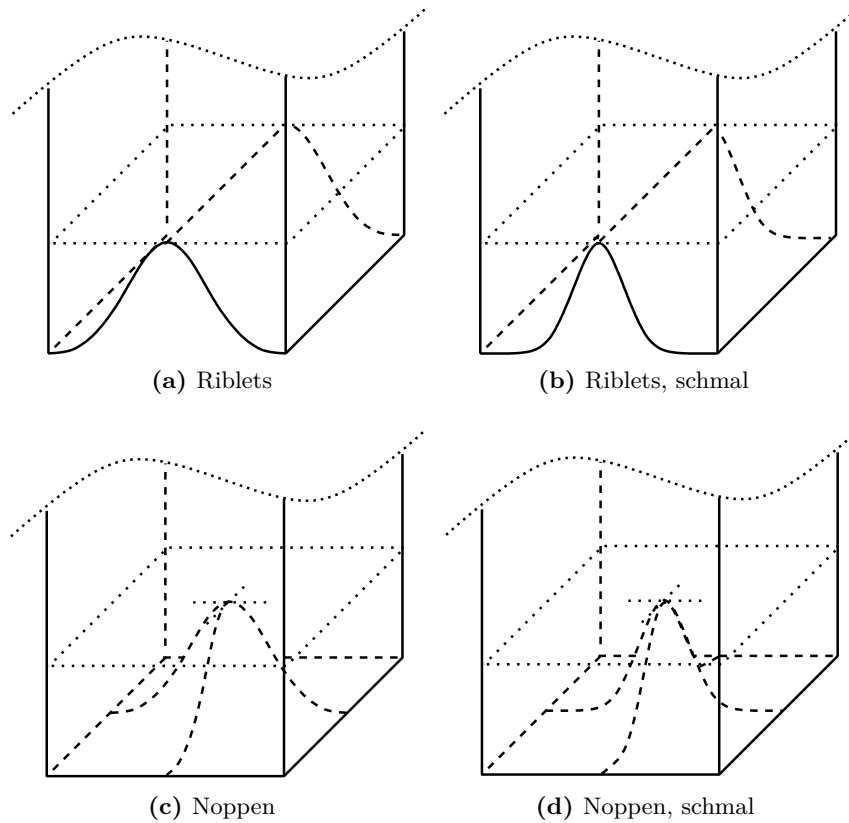 (a) Riblets
(b) Riblets, schmal
(c) Noppen
(d) Noppen, schmal